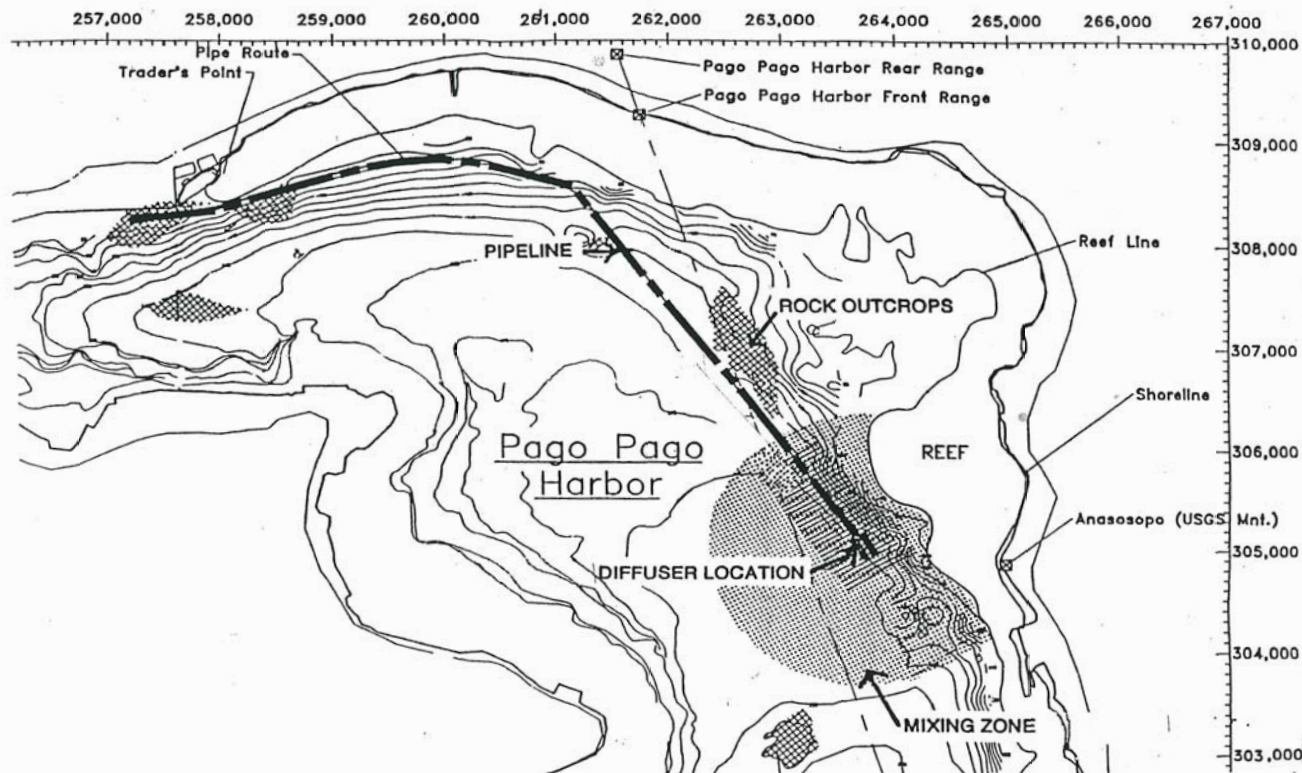 257,000 258,000 259,000 260,000 261,000 262,000 263,000 264,000 265,000 266,000 267,000
310,000
Pipe Route
Trader's Point
Pago Pago Harbor Rear Range
Pago Pago Harbor Front Range
309,000
Reef Line
308,000
PIPELINE
ROCK OUTCROPS
307,000
Shoreline
Pago Pago
Harbor
REEF
306,000
Anasosopo (USGS Mnt.)
305,000
DIFFUSER LOCATION
304,000
MIXING ZONE
303,000